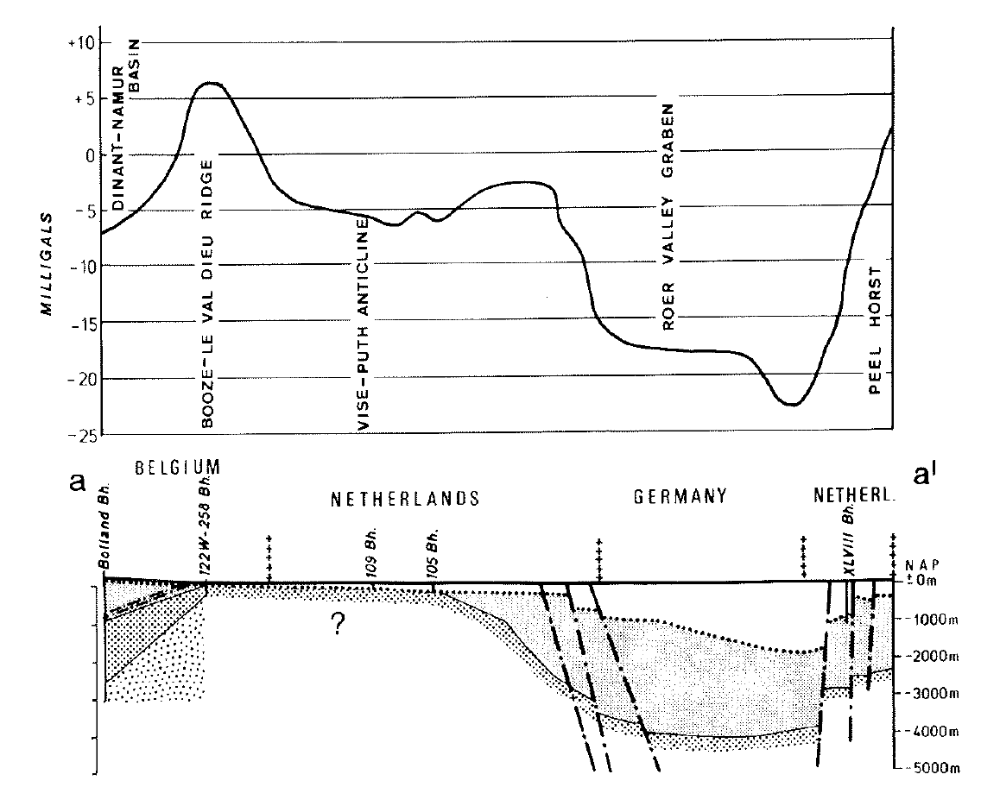 +10
+5
0
-5
-10
-15
-20
-25
MILLIGALS
DINANT-NAMUR
BASIN
BOOZE-LE VAL DIEU RIDGE
VISE-PUTH ANTICLINE
ROER VALLEY GRABEN
PEEL HORST
a
BELGIUM
NETHERLANDS
GERMANY
NETHERL.
a'
Bolland Bh.
122W-258 Bh.
109 Bh.
105 Bh.
XLVIII Bh.
?
NAP
±0m
-1000m
-2000m
-3000m
-4000m
-5000m